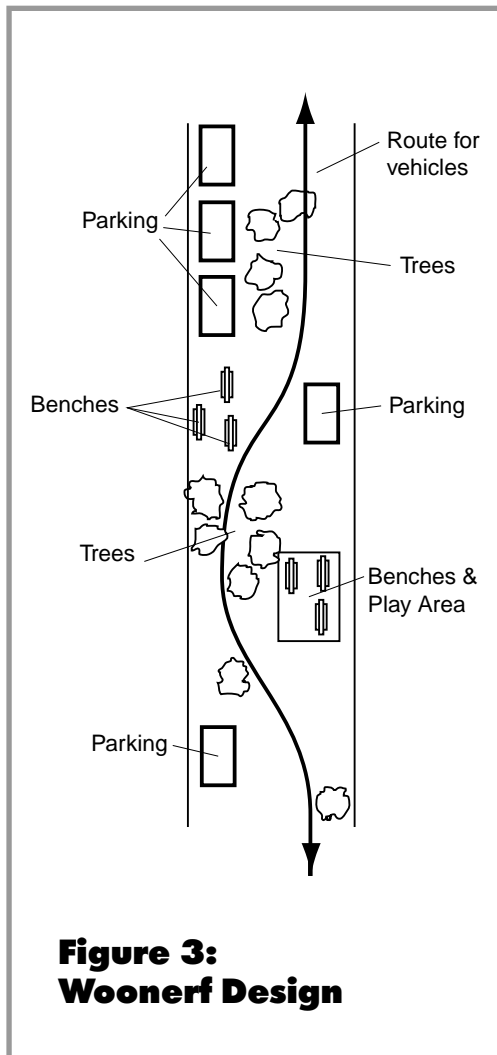 Route for
vehicles
Parking
Trees
Benches
Parking
Trees
Benches &
Play Area
Parking
Figure 3:
Woonerf Design